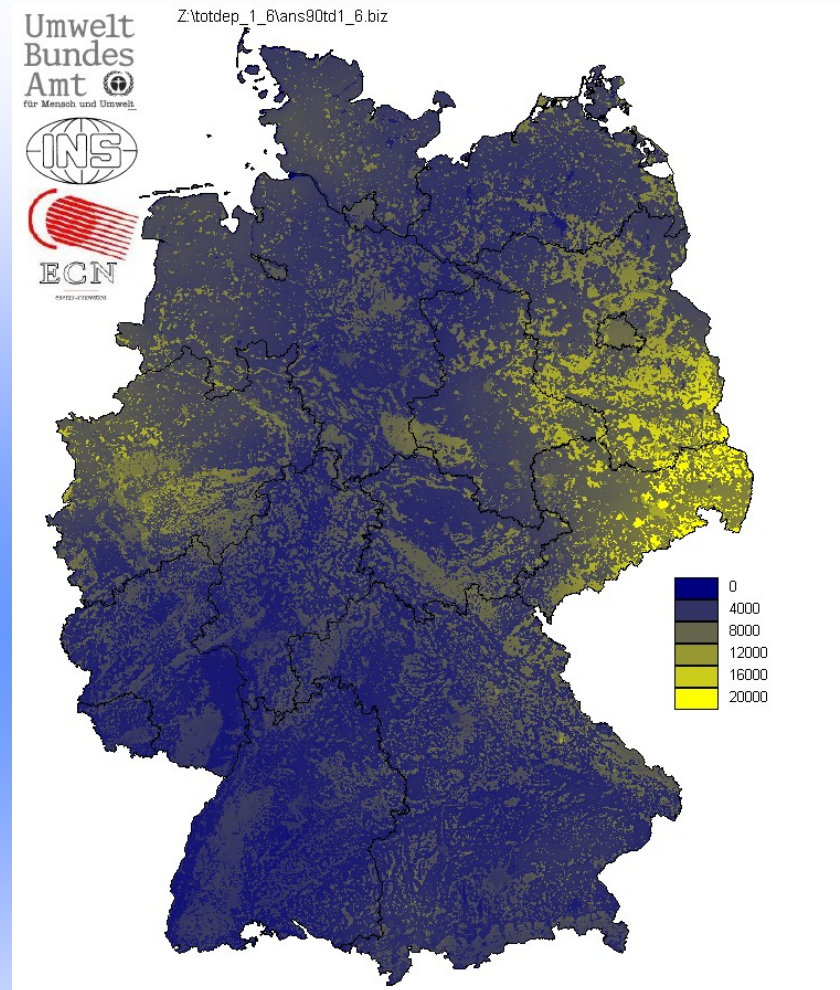 Z:\totdep_1_6\ans90td1_6.biz
Umwelt
Bundes
Amt
für Mensch und Umwelt
INS
ECN
0
4000
8000
12000
16000
20000